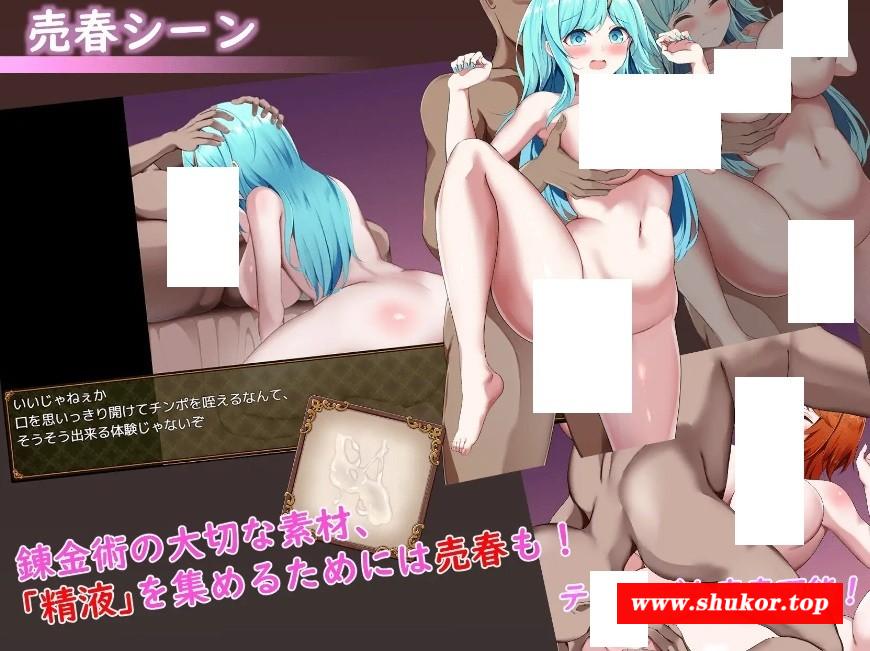 売春シーン
いいじゃねぇか
口を思いっきり開けてチンポを咥えるなんて、
そうそう出来る体験じゃないぞ
錬金術の大切な素材、
「精液」を集めるためには売春も！
www.shukor.top